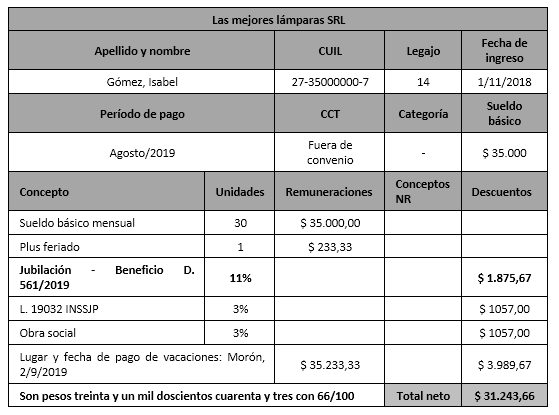 Las mejores lámparas SRL
Apellido y nombre CUIL Legajo Fecha de
ingreso
Gómez, Isabel 27-35000000-7 14 1/11/2018
Período de pago CCT Categoría Sueldo
básico
Agosto/2019 Fuera de
convenio - $ 35.000
Concepto Unidades Remuneraciones Conceptos
NR Descuentos
Sueldo básico mensual 30 $ 35.000,00
Plus feriado 1 $ 233,33
Jubilación - Beneficio D.
561/2019 11% $ 1.875,67
L. 19032 INSSJP 3% $ 1057,00
Obra social 3% $ 1057,00
Lugar y fecha de pago de vacaciones: Morón,
2/9/2019 $ 35.233,33 $ 3.989,67
Son pesos treinta y un mil doscientos cuarenta y tres con 66/100 Total neto $ 31.243,66